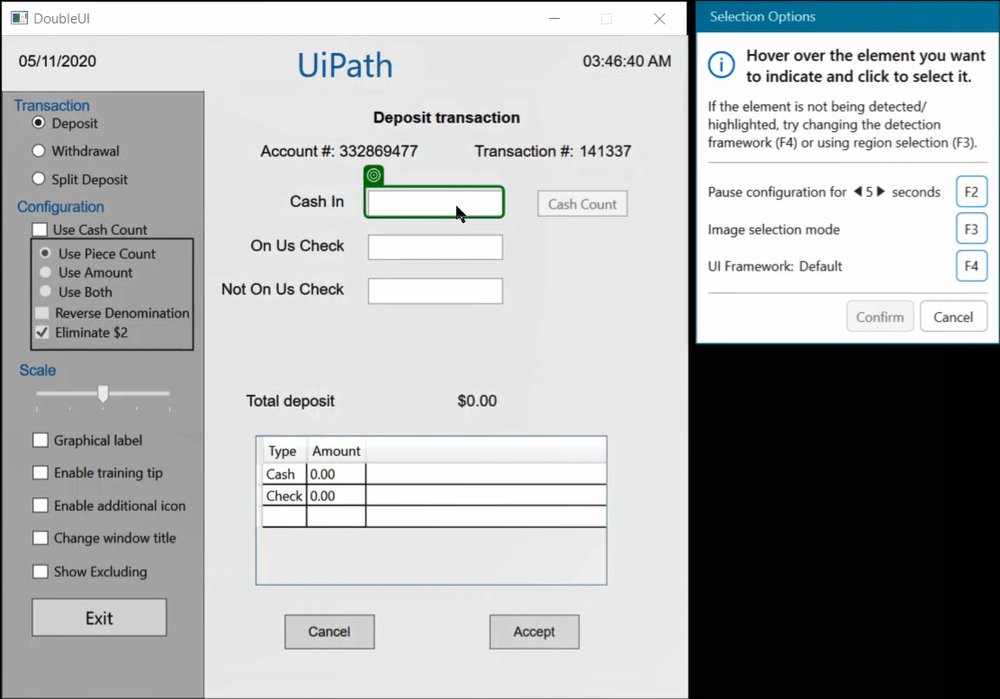 DoubleUI
05/11/2020
UiPath
03:46:40 AM
Transaction
Deposit
Withdrawal
Split Deposit
Configuration
Use Cash Count
Use Piece Count
Use Amount
Use Both
Reverse Denomination
Eliminate $2
Scale
Graphical label
Enable training tip
Enable additional icon
Change window title
Show Excluding
Exit
Deposit transaction
Account #: 332869477 Transaction #: 141337
Cash In
Cash Count
On Us Check
Not On Us Check
Total deposit $0.00
Type Amount
Cash 0.00
Check 0.00
Cancel Accept
Selection Options
Hover over the element you want
to indicate and click to select it.
If the element is not being detected/
highlighted, try changing the detection
framework (F4) or using region selection (F3).
Pause configuration for 5 seconds F2
Image selection mode F3
UI Framework: Default F4
Confirm Cancel